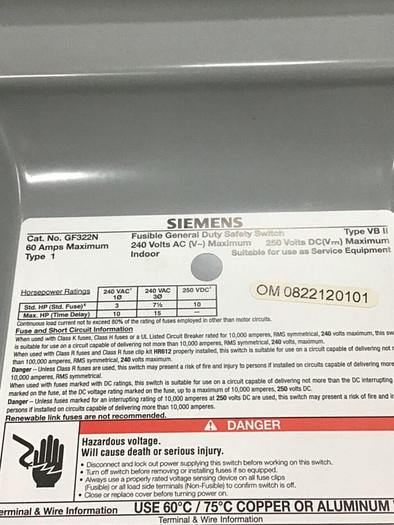 SIEMENS
Cat. No. GF322N Fusible General Duty Safety Switch Type VB II
60 Amps Maximum 240 Volts AC (V~) Maximum 250 Volts DC(V⎓) Maximum
Type 1 Indoor Suitable for use as Service Equipment
OM 0822120101
Horsepower Ratings 240 VAC 1Ø 240 VAC 3Ø 250 VDC
Std. HP (Std. Fuse) 3 7½ 10
Max. HP (Time Delay) 10 15 —
Continuous load current not to exceed 80% of the rating of fuses employed in other than motor circuits.
Fuse and Short Circuit Information
When used with Class K fuses, Class H fuses or a UL Listed Circuit Breaker rated for 10,000 amperes, RMS symmetrical, 240 volts maximum, this sw
is suitable for use on a circuit capable of delivering not more than 10,000 amperes, RMS symmetrical, 240 volts, maximum.
When used with Class R fuses and Class R fuse clip kit HR612 properly installed, this switch is suitable for use on a circuit capable of delivering not
than 100,000 amperes, RMS symmetrical, 240 volts maximum.
Danger – Unless Class R fuses are used, this switch may present a risk of fire and injury to persons if installed on circuits capable of delivering more
10,000 amperes, RMS symmetrical.
When used with fuses marked with DC ratings, this switch is suitable for use on a circuit capable of delivering not more than the DC interrupting
marked on the fuse, at the DC voltage rating marked on the fuse, up to a maximum of 10,000 amperes, 250 volts DC.
Danger – Unless fuses marked for an interrupting rating of 10,000 amperes at 250 volts DC are used, this switch may present a risk of fire and in
persons if installed on circuits capable of delivering more than 10,000 amperes.
Renewable link fuses are not recommended.
DANGER
Hazardous voltage.
Will cause death or serious injury.
• Disconnect and lock out power supplying this switch before working on this switch.
• Turn off switch before removing or installing fuses if so equipped.
• Always use a properly rated voltage sensing device on all fuse clips
(Fusible) or all load side terminals (Non-Fusible) to confirm switch is off.
• Close or replace cover before turning power on.
erminal & Wire Information USE 60°C / 75°C COPPER OR ALUMINUM
Terminal & Wire Information